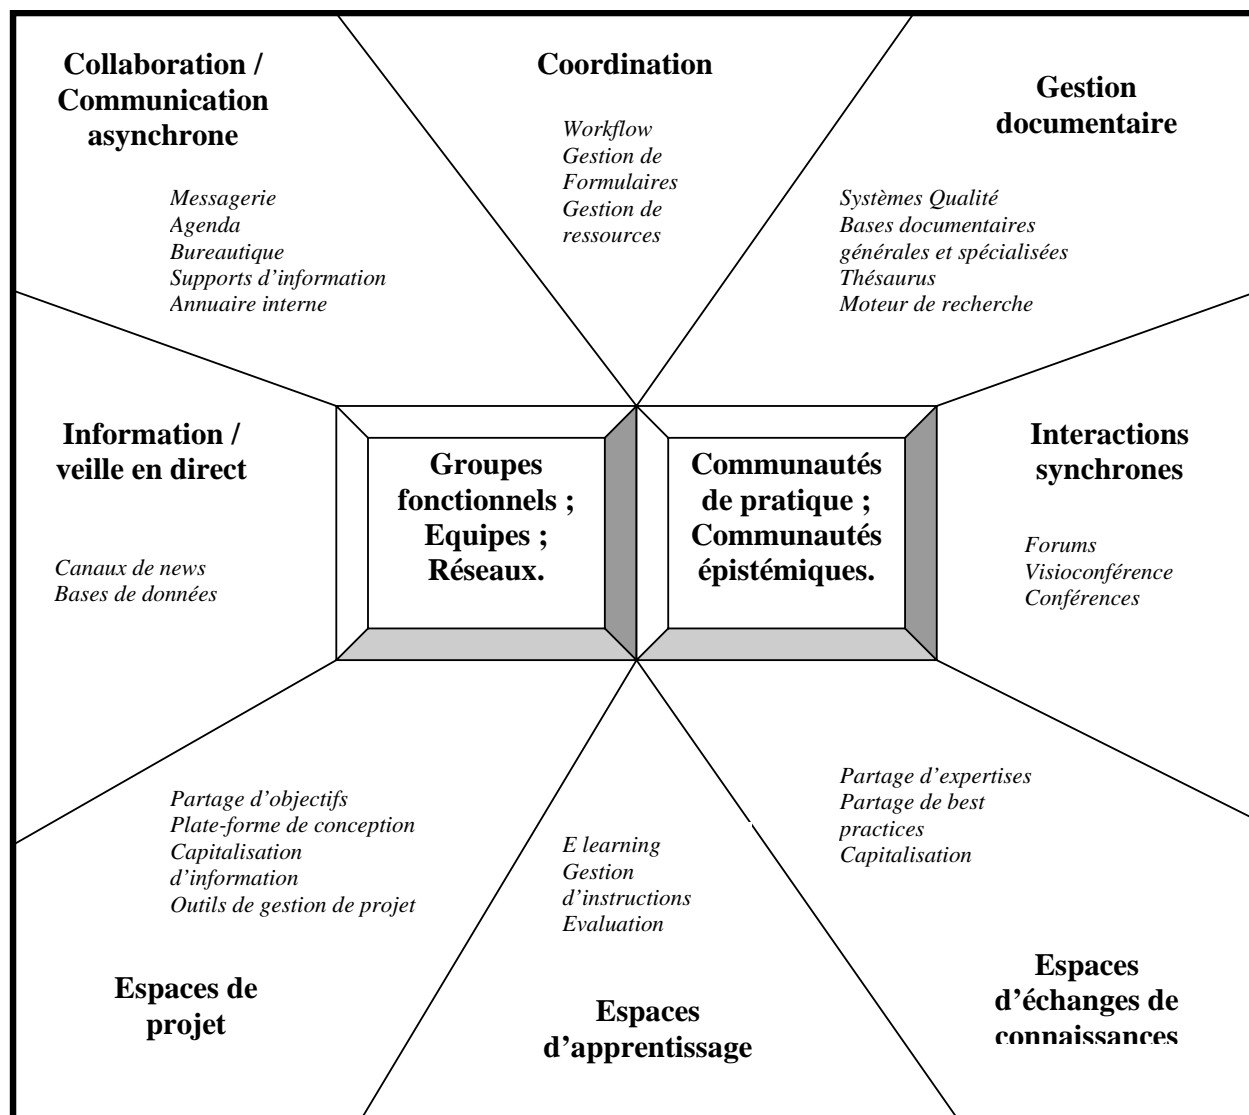 Collaboration /
Communication
asynchrone
Messagerie
Agenda
Bureautique
Supports d’information
Annuaire interne
Coordination
Workflow
Gestion de
Formulaires
Gestion de
ressources
Gestion
documentaire
Systèmes Qualité
Bases documentaires
générales et spécialisées
Thésaurus
Moteur de recherche
Information /
veille en direct
Canaux de news
Bases de données
Groupes
fonctionnels ;
Equipes ;
Réseaux.
Communautés
de pratique ;
Communautés
épistémiques.
Interactions
synchrones
Forums
Visioconférence
Conférences
Partage d’objectifs
Plate-forme de conception
Capitalisation
d’information
Outils de gestion de projet
Espaces de
projet
E learning
Gestion
d’instructions
Evaluation
Espaces
d’apprentissage
Partage d’expertises
Partage de best
practices
Capitalisation
Espaces
d’échanges de
connaissances